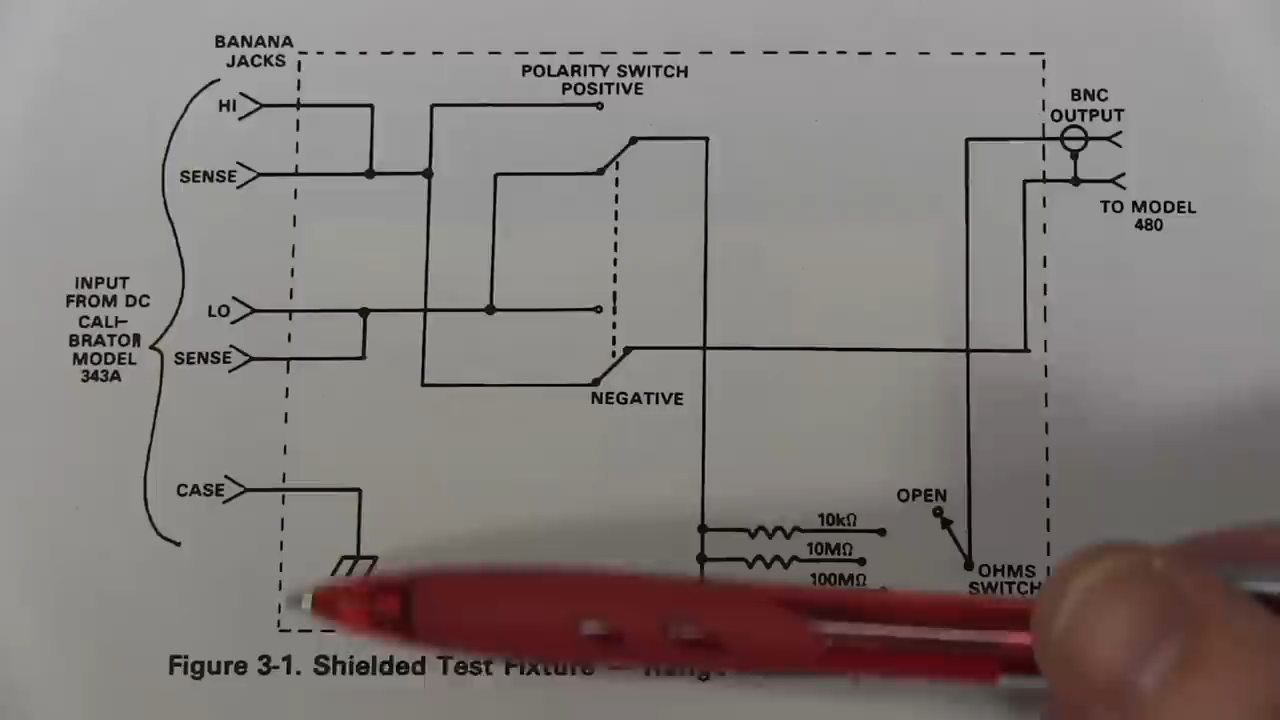 BANANA
JACKS
HI
SENSE
POLARITY SWITCH
POSITIVE
BNC
OUTPUT
TO MODEL
480
INPUT
FROM DC
CALI-
BRATOR
MODEL
343A
LO
SENSE
NEGATIVE
CASE
OPEN
10kΩ
10MΩ
100MΩ
OHMS
SWITCH
Figure 3-1. Shielded Test Fixture —